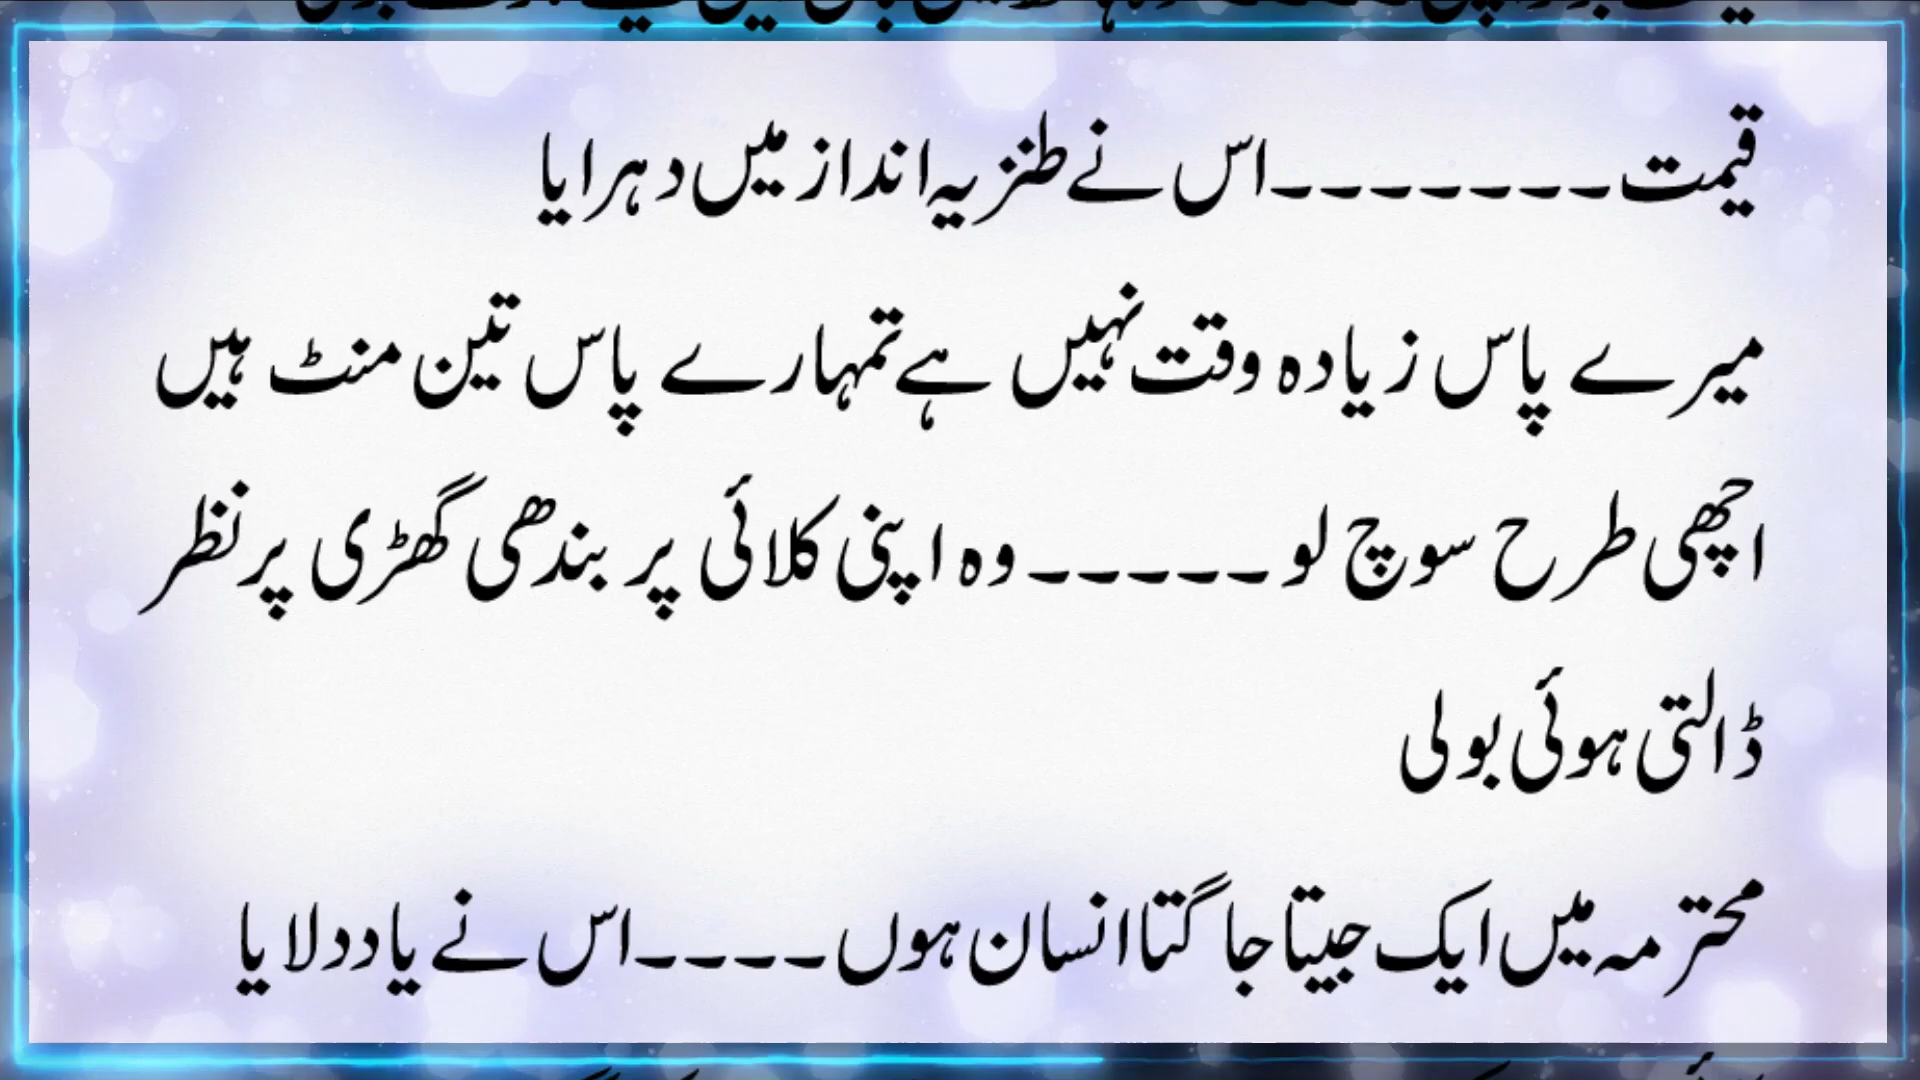 قیمت۔۔۔۔۔۔۔اس نے طنزیہ انداز میں دہرایا
میرے پاس زیادہ وقت نہیں ہے تمہارے پاس تین منٹ ہیں
اچھی طرح سوچ لو۔۔۔۔۔وہ اپنی کلائی پر بندھی گھڑی پر نظر
ڈالتی ہوئی بولی
محترمہ میں ایک جیتا جاگتا انسان ہوں۔۔۔۔اس نے یاد دلایا